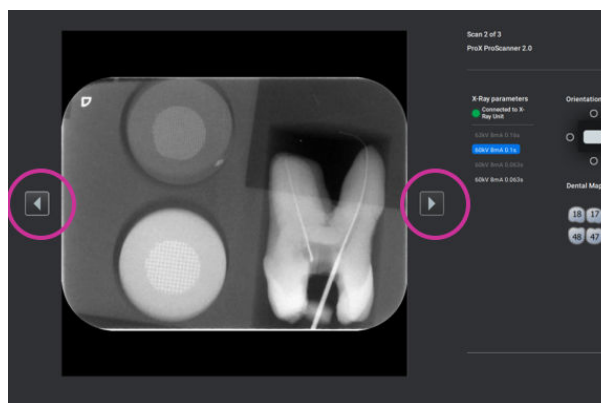 Scan 2 of 3
ProX ProScanner 2.0
X-Ray parameters
Connected to X-
Ray Unit
63kV 8mA 0.16s
60kV 8mA 0.1s
60kV 8mA 0.063s
60kV 8mA 0.063s
Orientation
Dental Map
18 17
48 47